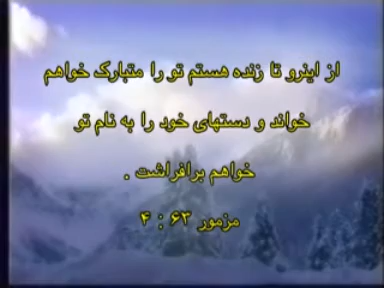 از اینرو تا زنده هستم تو را متبارک خواهم
خواند و دستهای خود را به نام تو
خواهم برافراشت .
مزمور ۶۳ : ۴